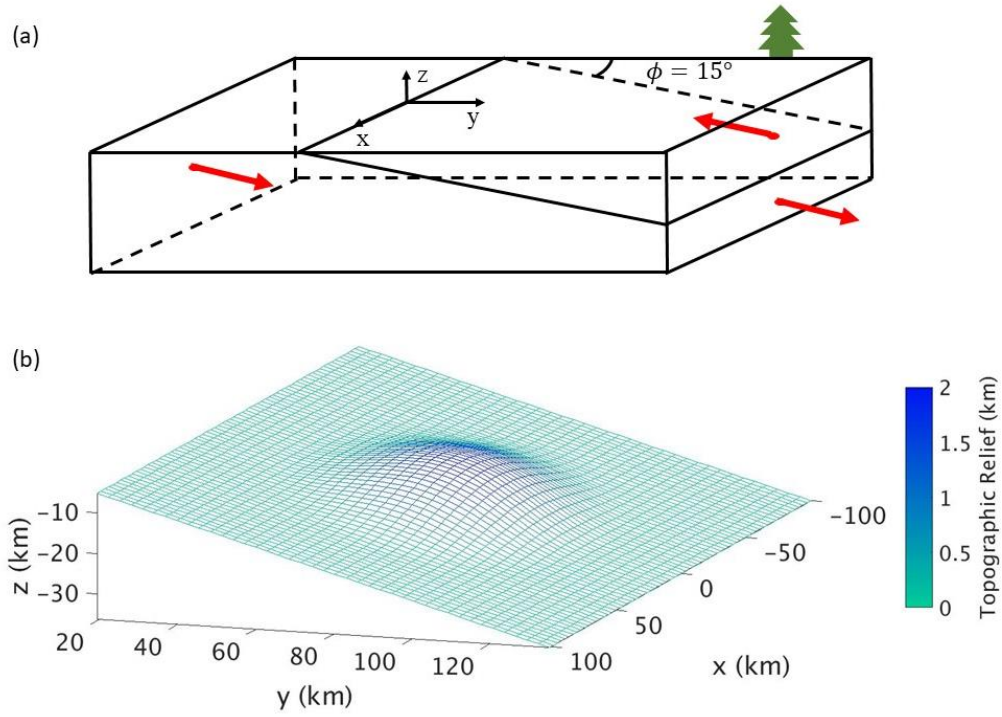 (a)
z
y
x
ϕ = 15°
(b)
−10
−20
−30
z (km)
20
40
60
80
100
120
y (km)
100
50
0
−50
−100
x (km)
2
1.5
1
0.5
0
Topographic Relief (km)